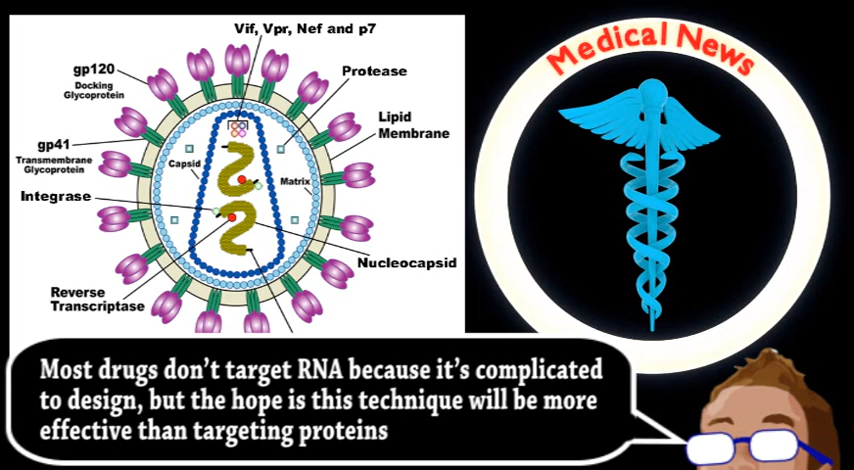 Vif, Vpr, Nef and p7
gp120
Docking
Glycoprotein
Protease
Lipid
Membrane
gp41
Transmembrane
Glycoprotein
Capsid
Matrix
Integrase
Nucleocapsid
Reverse
Transcriptase
Medical News
Most drugs don't target RNA because it's complicated
to design, but the hope is this technique will be more
effective than targeting proteins